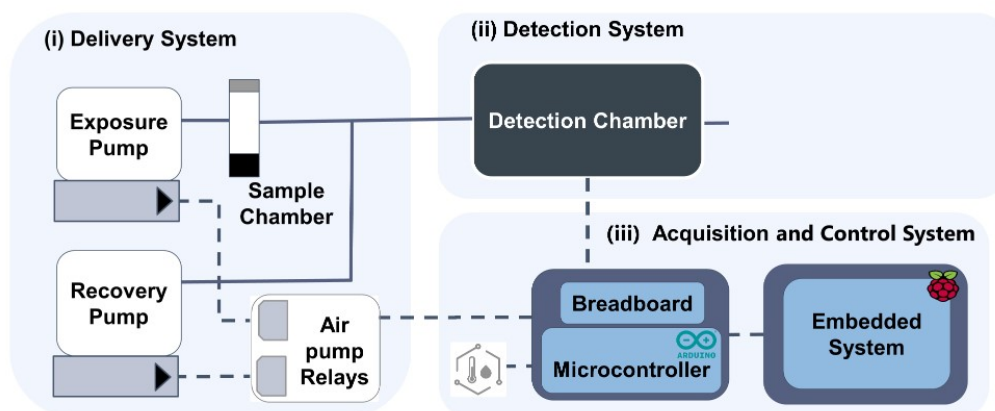 (i) Delivery System
Exposure
Pump
Sample
Chamber
Recovery
Pump
Air
pump
Relays
(ii) Detection System
Detection Chamber
(iii) Acquisition and Control System
Breadboard
ARDUINO
Microcontroller
Embedded
System